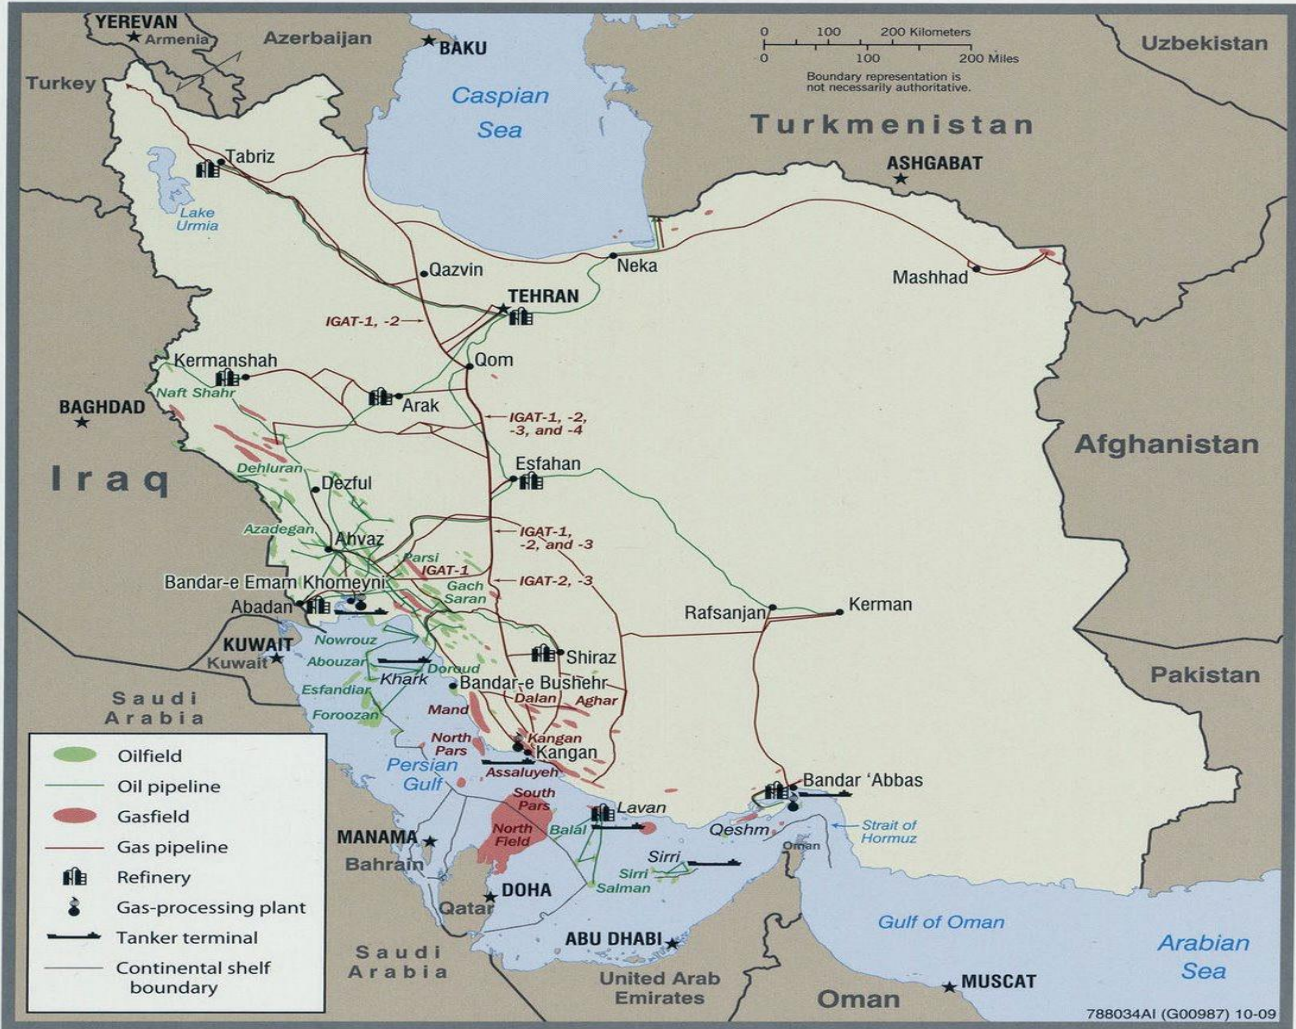 YEREVAN
Armenia
Azerbaijan
BAKU
Turkey
Caspian
Sea
0 100 200 Kilometers
0 100 200 Miles
Boundary representation is
not necessarily authoritative.
Uzbekistan
Turkmenistan
ASHGABAT
Tabriz
Lake
Urmia
Qazvin
Neka
Mashhad
TEHRAN
IGAT-1, -2
Qom
Kermanshah
Naft Shahr
Arak
BAGHDAD
IGAT-1, -2,
-3, and -4
Iraq
Afghanistan
Esfahan
Dehluran
Dezful
Azadegan
Ahvaz
IGAT-1,
-2, and -3
Parsi
IGAT-1
IGAT-2, -3
Gach
Saran
Bandar-e Emam Khomeyni
Abadan
Rafsanjan
Kerman
KUWAIT
Kuwait
Nowrouz
Abouzar
Doroud
Khark
Shiraz
Pakistan
Saudi
Arabia
Esfandiar
Foroozan
Bandar-e Bushehr
Dalan
Aghar
Mand
North
Pars
Kangan
Kangan
Assaluyeh
Persian
Gulf
South
Pars
North
Field
Lavan
Balál
Bandar ‘Abbas
Qeshm
Strait of
Hormuz
Oman
MANAMA
Bahrain
Sirri
Sirri
Salman
DOHA
Qatar
ABU DHABI
Saudi
Arabia
United Arab
Emirates
Gulf of Oman
Arabian
Sea
MUSCAT
Oman
Oilfield
Oil pipeline
Gasfield
Gas pipeline
Refinery
Gas-processing plant
Tanker terminal
Continental shelf
boundary
788034AI (G00987) 10-09